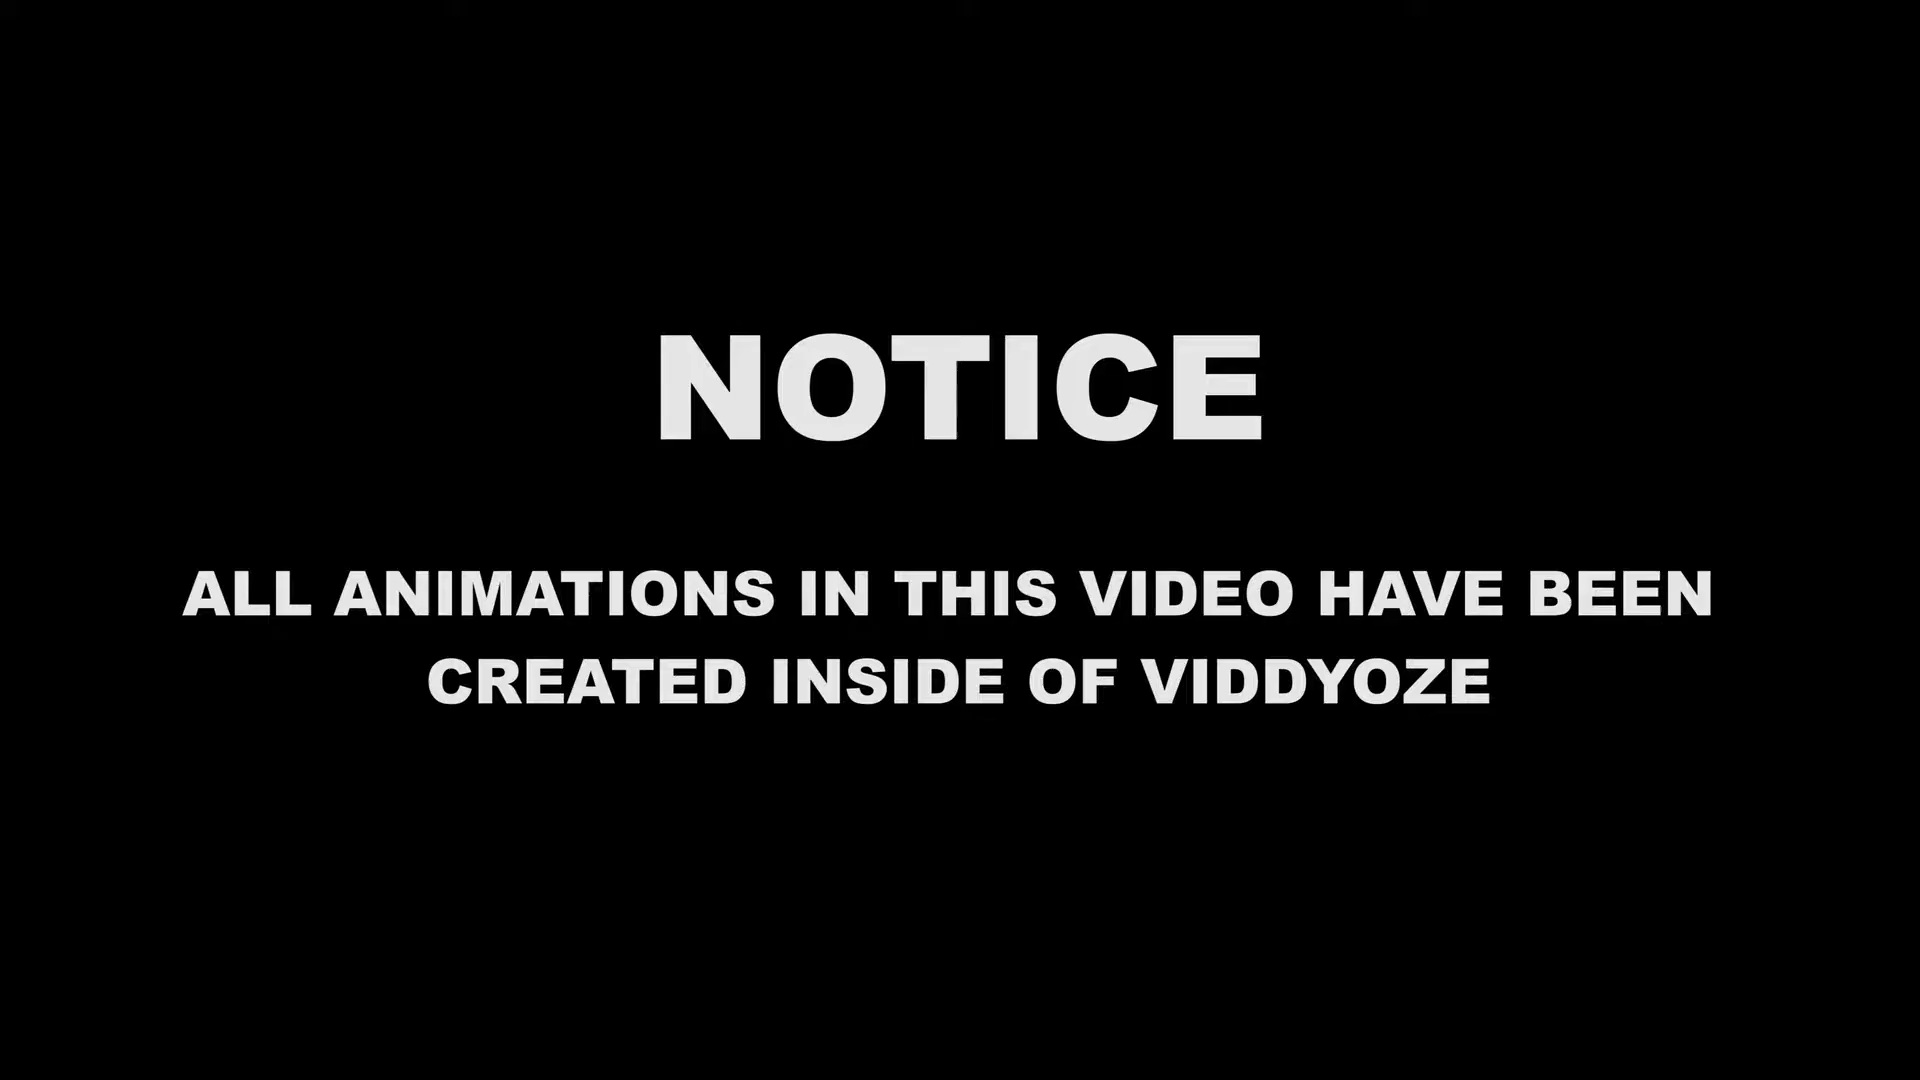 NOTICE
ALL ANIMATIONS IN THIS VIDEO HAVE BEEN
CREATED INSIDE OF VIDDYOZE